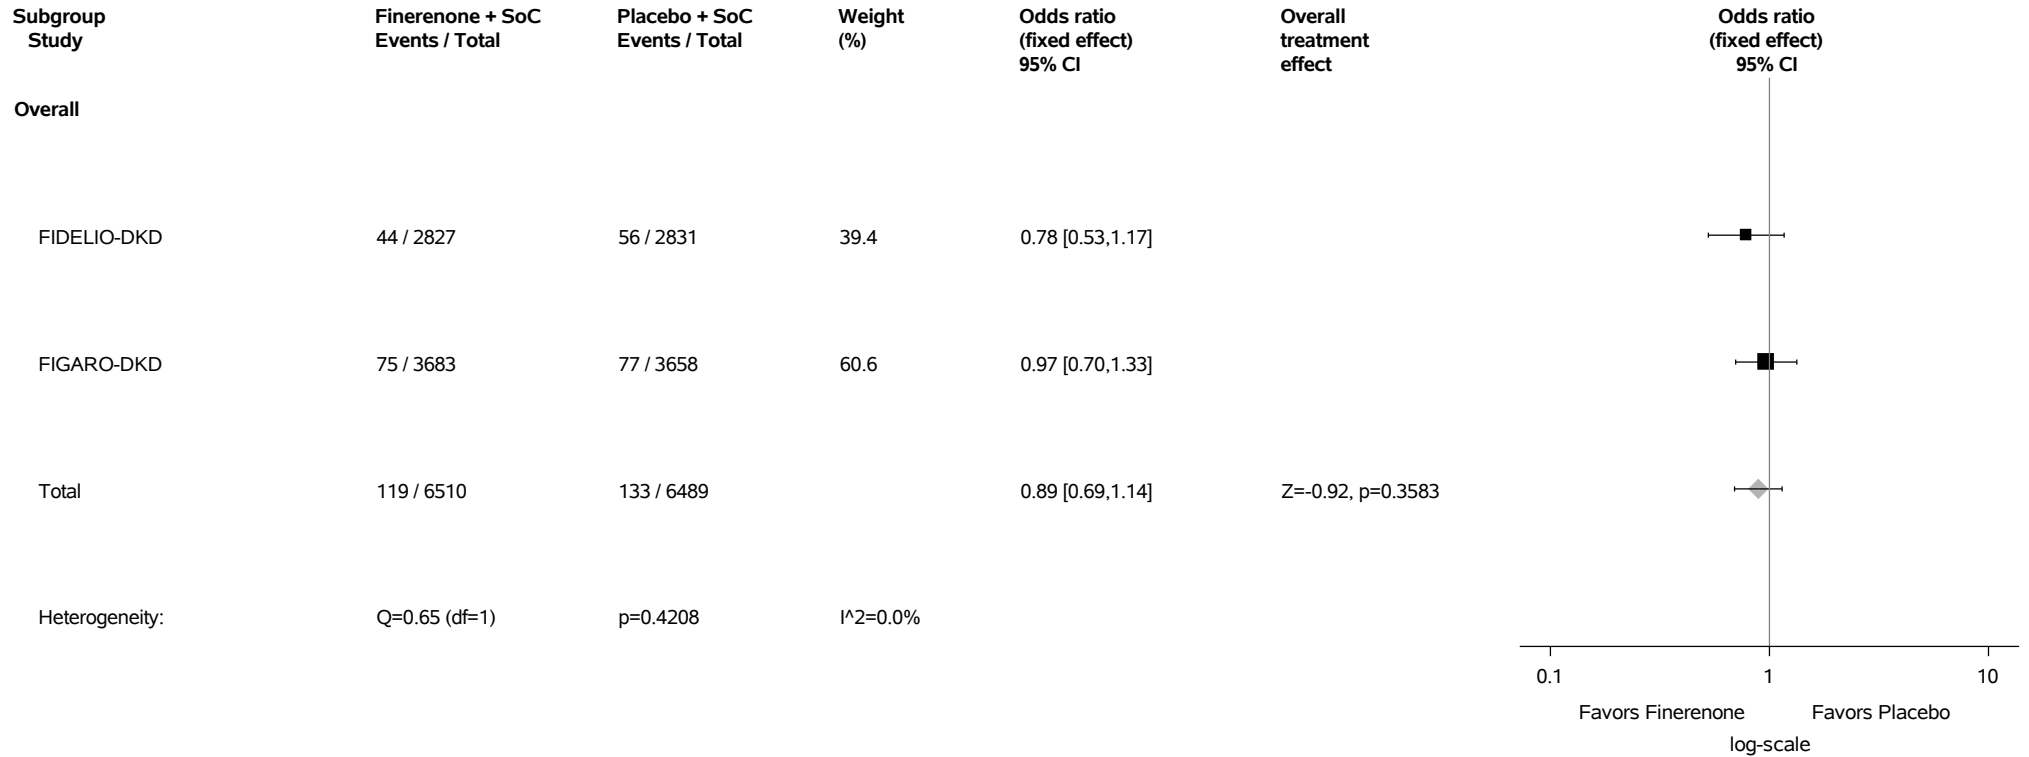 Subgroup Finerenone + SoC Placebo + SoC Weight Odds ratio Overall Odds ratio
Study Events / Total Events / Total (%) (fixed effect) treatment (fixed effect)
95% CI effect 95% CI
Overall
FIDELIO-DKD 44 / 2827 56 / 2831 39.4 0.78 [0.53,1.17]
FIGARO-DKD 75 / 3683 77 / 3658 60.6 0.97 [0.70,1.33]
Total 119 / 6510 133 / 6489 0.89 [0.69,1.14] Z=-0.92, p=0.3583
Heterogeneity: Q=0.65 (df=1) p=0.4208 I^2=0.0%
0.1 1 10
Favors Finerenone Favors Placebo
log-scale